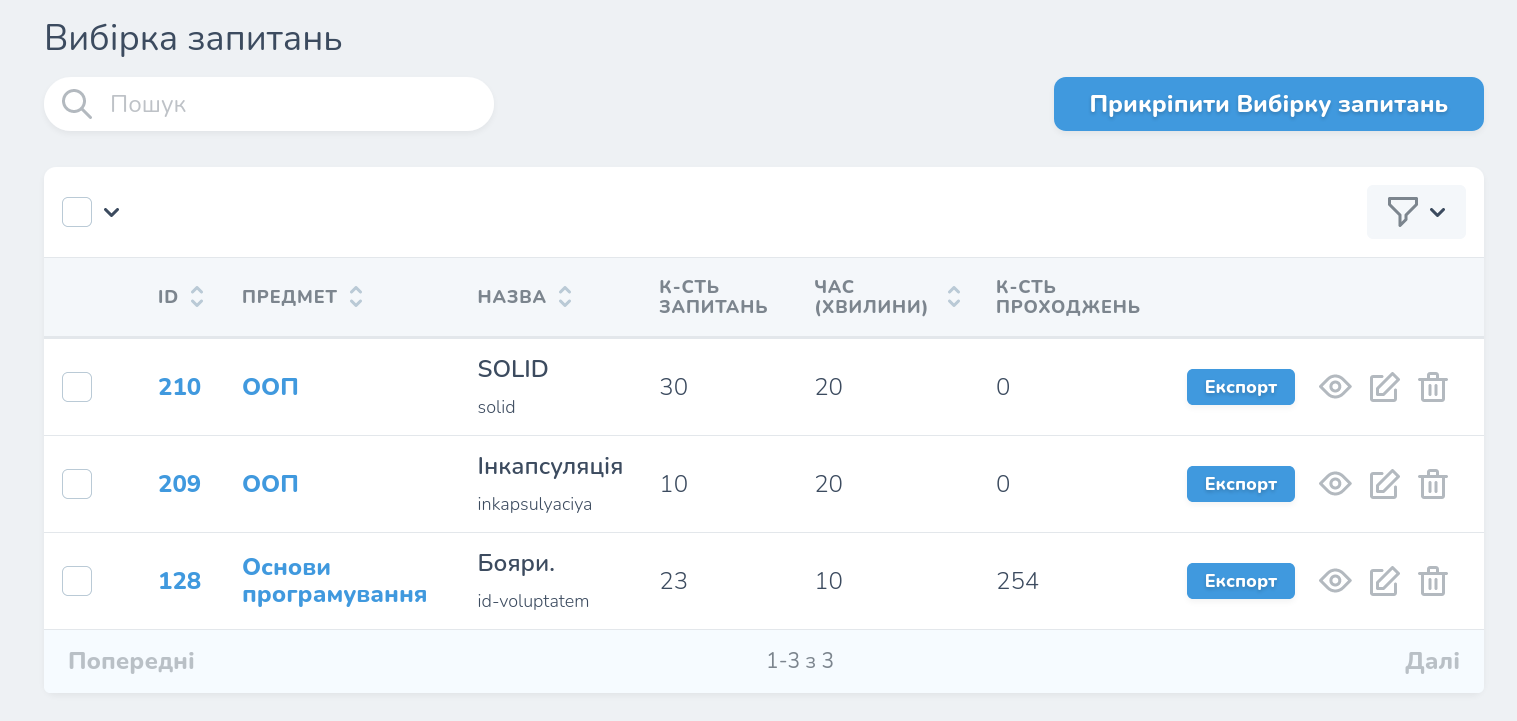 Вибірка запитань
Пошук
Прикріпити Вибірку запитань
ID ПРЕДМЕТ НАЗВА К-СТЬ ЗАПИТАНЬ ЧАС (ХВИЛИНИ) К-СТЬ ПРОХОДЖЕНЬ
210 ООП SOLID 30 20 0 Експорт
solid
209 ООП Інкапсуляція 10 20 0 Експорт
inkapsulyaciya
128 Основи програмування Бояри. 23 10 254 Експорт
id-voluptatem
Попередні 1-3 з 3 Далі